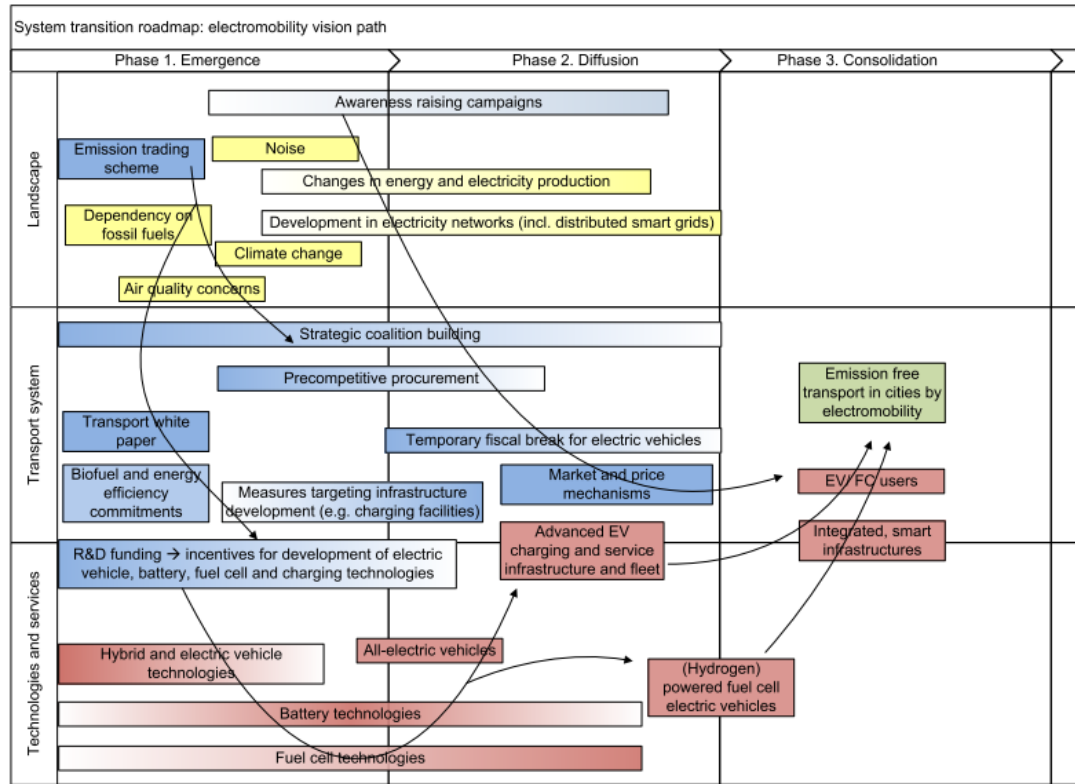 System transition roadmap: electromobility vision path
Phase 1. Emergence
Phase 2. Diffusion
Phase 3. Consolidation
Landscape
Awareness raising campaigns
Emission trading
scheme
Noise
Changes in energy and electricity production
Dependency on
fossil fuels
Development in electricity networks (incl. distributed smart grids)
Climate change
Air quality concerns
Transport system
Strategic coalition building
Precompetitive procurement
Emission free
transport in cities by
electromobility
Transport white
paper
Temporary fiscal break for electric vehicles
Biofuel and energy
efficiency
commitments
Measures targeting infrastructure
development (e.g. charging facilities)
Market and price
mechanisms
EV/ FC users
Advanced EV
charging and service
infrastructure and fleet
Integrated, smart
infrastructures
Technologies and services
R&D funding → incentives for development of electric
vehicle, battery, fuel cell and charging technologies
Hybrid and electric vehicle
technologies
All-electric vehicles
(Hydrogen)
powered fuel cell
electric vehicles
Battery technologies
Fuel cell technologies